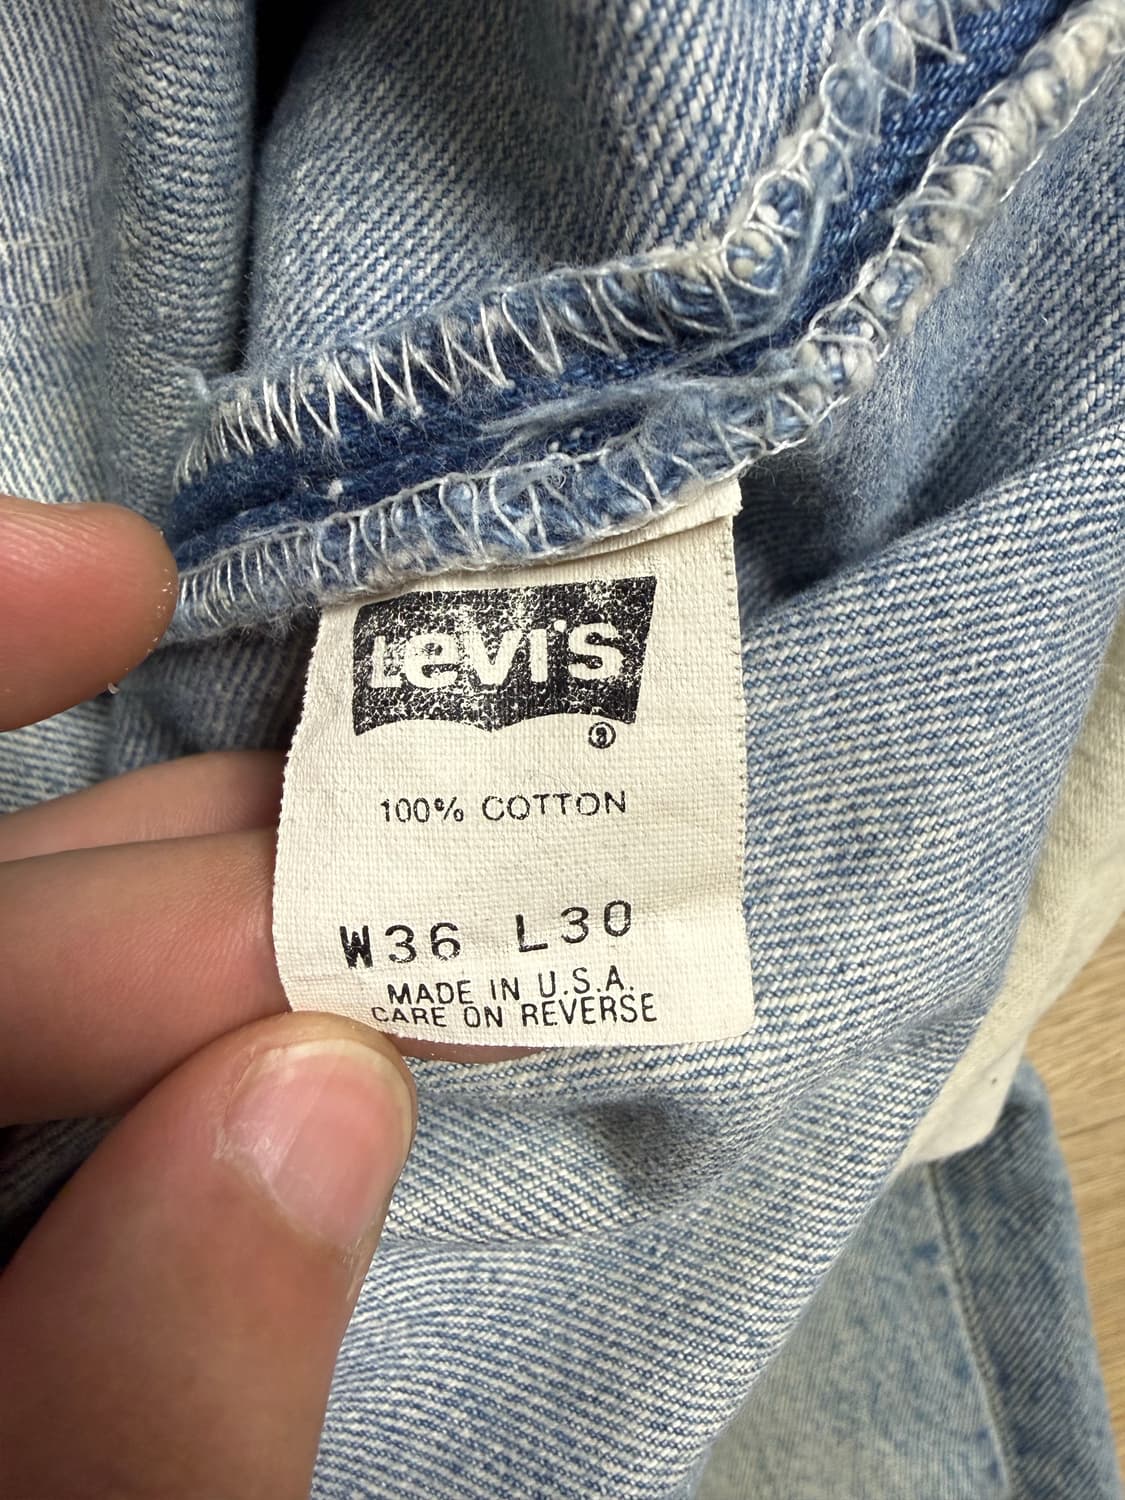 Levi's
®
100% COTTON
W36 L30
MADE IN U.S.A.
CARE ON REVERSE